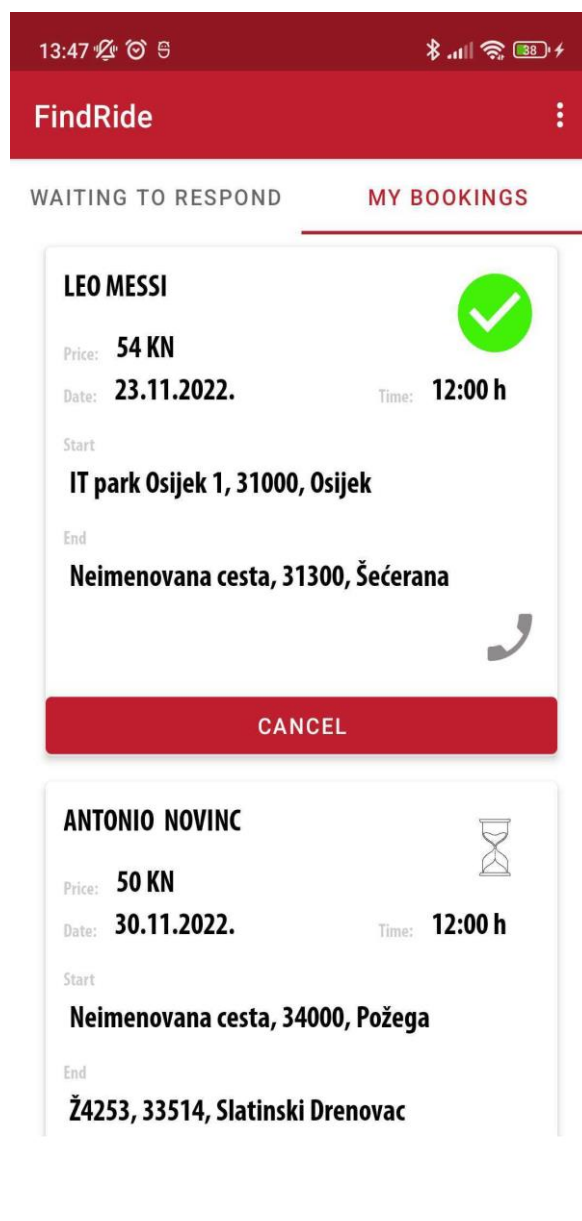 13:47
38
FindRide
WAITING TO RESPOND MY BOOKINGS
LEO MESSI
Price: 54 KN
Date: 23.11.2022. Time: 12:00 h
Start
IT park Osijek 1, 31000, Osijek
End
Neimenovana cesta, 31300, Šećerana
CANCEL
ANTONIO NOVINC
Price: 50 KN
Date: 30.11.2022. Time: 12:00 h
Start
Neimenovana cesta, 34000, Požega
End
Ž4253, 33514, Slatinski Drenovac